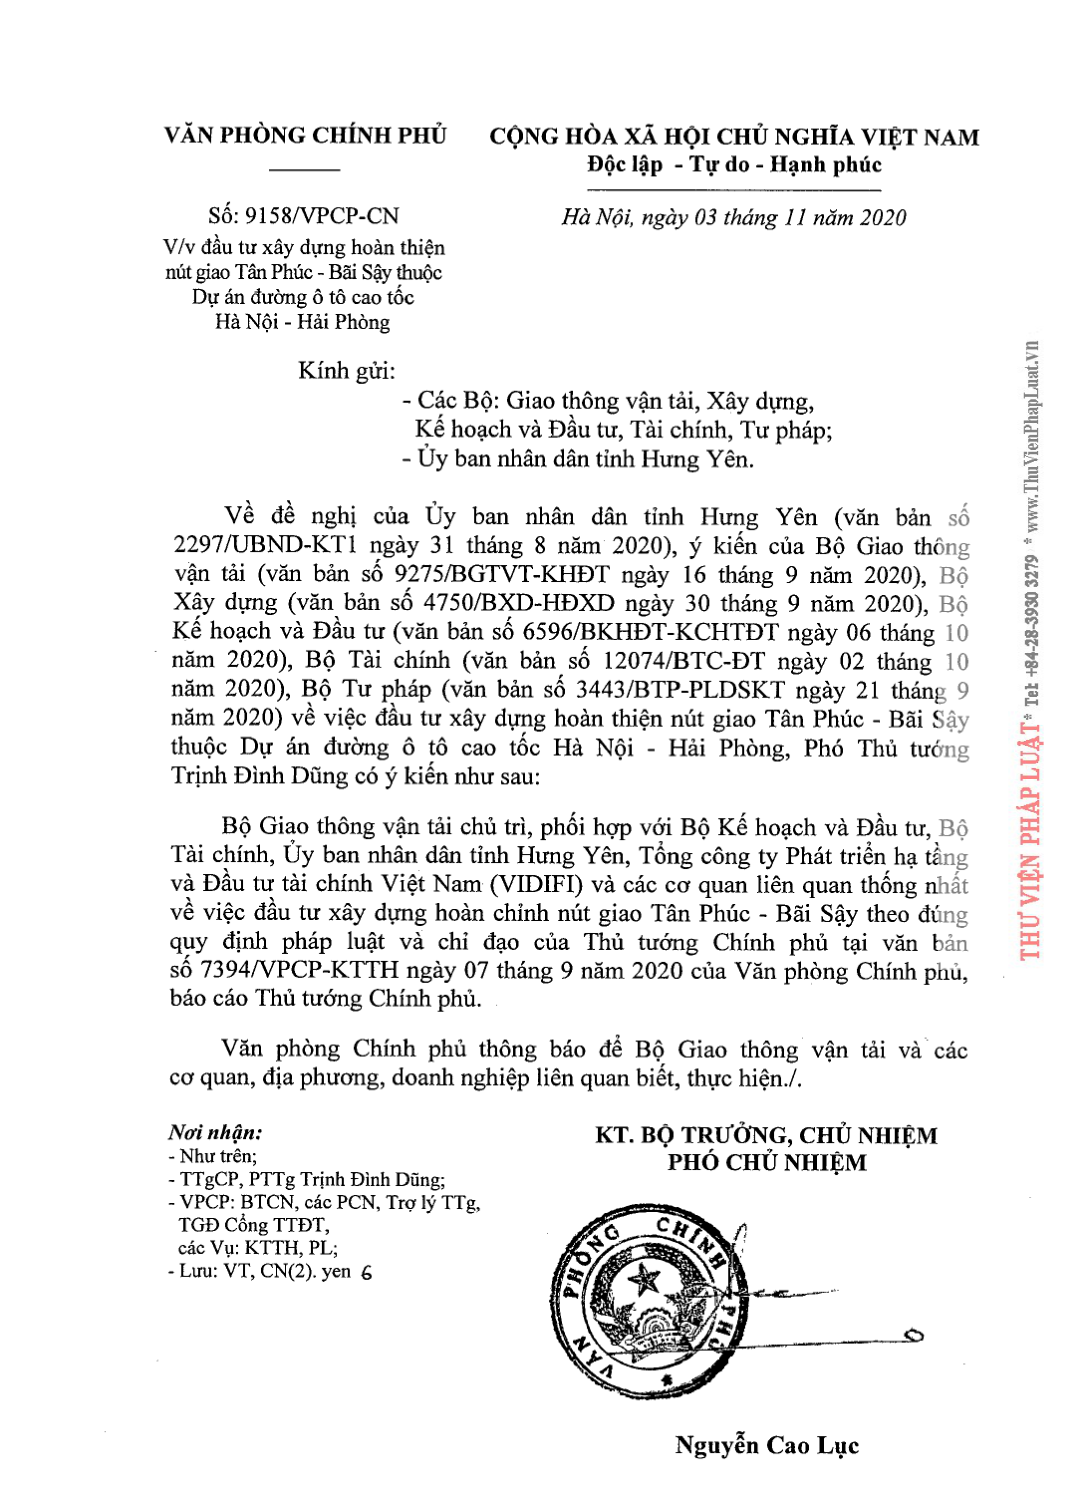 VĂN PHÒNG CHÍNH PHỦ
CỘNG HÒA XÃ HỘI CHỦ NGHĨA VIỆT NAM
Độc lập - Tự do - Hạnh phúc
Số: 9158/VPCP-CN
Hà Nội, ngày 03 tháng 11 năm 2020
V/v đầu tư xây dựng hoàn thiện
nút giao Tân Phúc - Bãi Sậy thuộc
Dự án đường ô tô cao tốc
Hà Nội - Hải Phòng
Kính gửi:
- Các Bộ: Giao thông vận tải, Xây dựng,
Kế hoạch và Đầu tư, Tài chính, Tư pháp;
- Ủy ban nhân dân tỉnh Hưng Yên.
Về đề nghị của Ủy ban nhân dân tỉnh Hưng Yên (văn bản số
2297/UBND-KT1 ngày 31 tháng 8 năm 2020), ý kiến của Bộ Giao thông
vận tải (văn bản số 9275/BGTVT-KHĐT ngày 16 tháng 9 năm 2020), Bộ
Xây dựng (văn bản số 4750/BXD-HĐXD ngày 30 tháng 9 năm 2020), Bộ
Kế hoạch và Đầu tư (văn bản số 6596/BKHĐT-KCHTĐT ngày 06 tháng 10
năm 2020), Bộ Tài chính (văn bản số 12074/BTC-ĐT ngày 02 tháng 10
năm 2020), Bộ Tư pháp (văn bản số 3443/BTP-PLDSKT ngày 21 tháng 9
năm 2020) về việc đầu tư xây dựng hoàn thiện nút giao Tân Phúc - Bãi Sậy
thuộc Dự án đường ô tô cao tốc Hà Nội - Hải Phòng, Phó Thủ tướng
Trịnh Đình Dũng có ý kiến như sau:
Bộ Giao thông vận tải chủ trì, phối hợp với Bộ Kế hoạch và Đầu tư, Bộ
Tài chính, Ủy ban nhân dân tỉnh Hưng Yên, Tổng công ty Phát triển hạ tầng
và Đầu tư tài chính Việt Nam (VIDIFI) và các cơ quan liên quan thống nhất
về việc đầu tư xây dựng hoàn chỉnh nút giao Tân Phúc - Bãi Sậy theo đúng
quy định pháp luật và chỉ đạo của Thủ tướng Chính phủ tại văn bản
số 7394/VPCP-KTTH ngày 07 tháng 9 năm 2020 của Văn phòng Chính phủ,
báo cáo Thủ tướng Chính phủ.
Văn phòng Chính phủ thông báo để Bộ Giao thông vận tải và các
cơ quan, địa phương, doanh nghiệp liên quan biết, thực hiện./.
Nơi nhận:
- Như trên;
- TTgCP, PTTg Trịnh Đình Dũng;
- VPCP: BTCN, các PCN, Trợ lý TTg,
TGĐ Cổng TTĐT,
các Vụ: KTTH, PL;
- Lưu: VT, CN(2). yen 6
KT. BỘ TRƯỞNG, CHỦ NHIỆM
PHÓ CHỦ NHIỆM
VĂN PHÒNG CHÍNH PHỦ
Nguyễn Cao Lục
THƯ VIỆN PHÁP LUẬT * Tel: +84-28-3930 3279 * www.ThuVienPhapLuat.vn